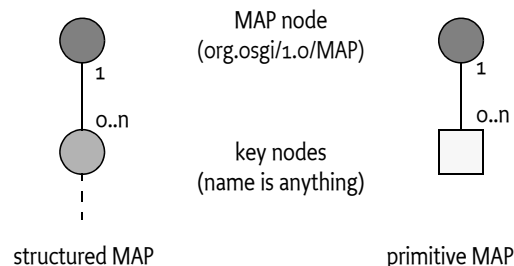 MAP node
(org.osgi/1.0/MAP)
1
1
0..n
0..n
key nodes
(name is anything)
structured MAP
primitive MAP